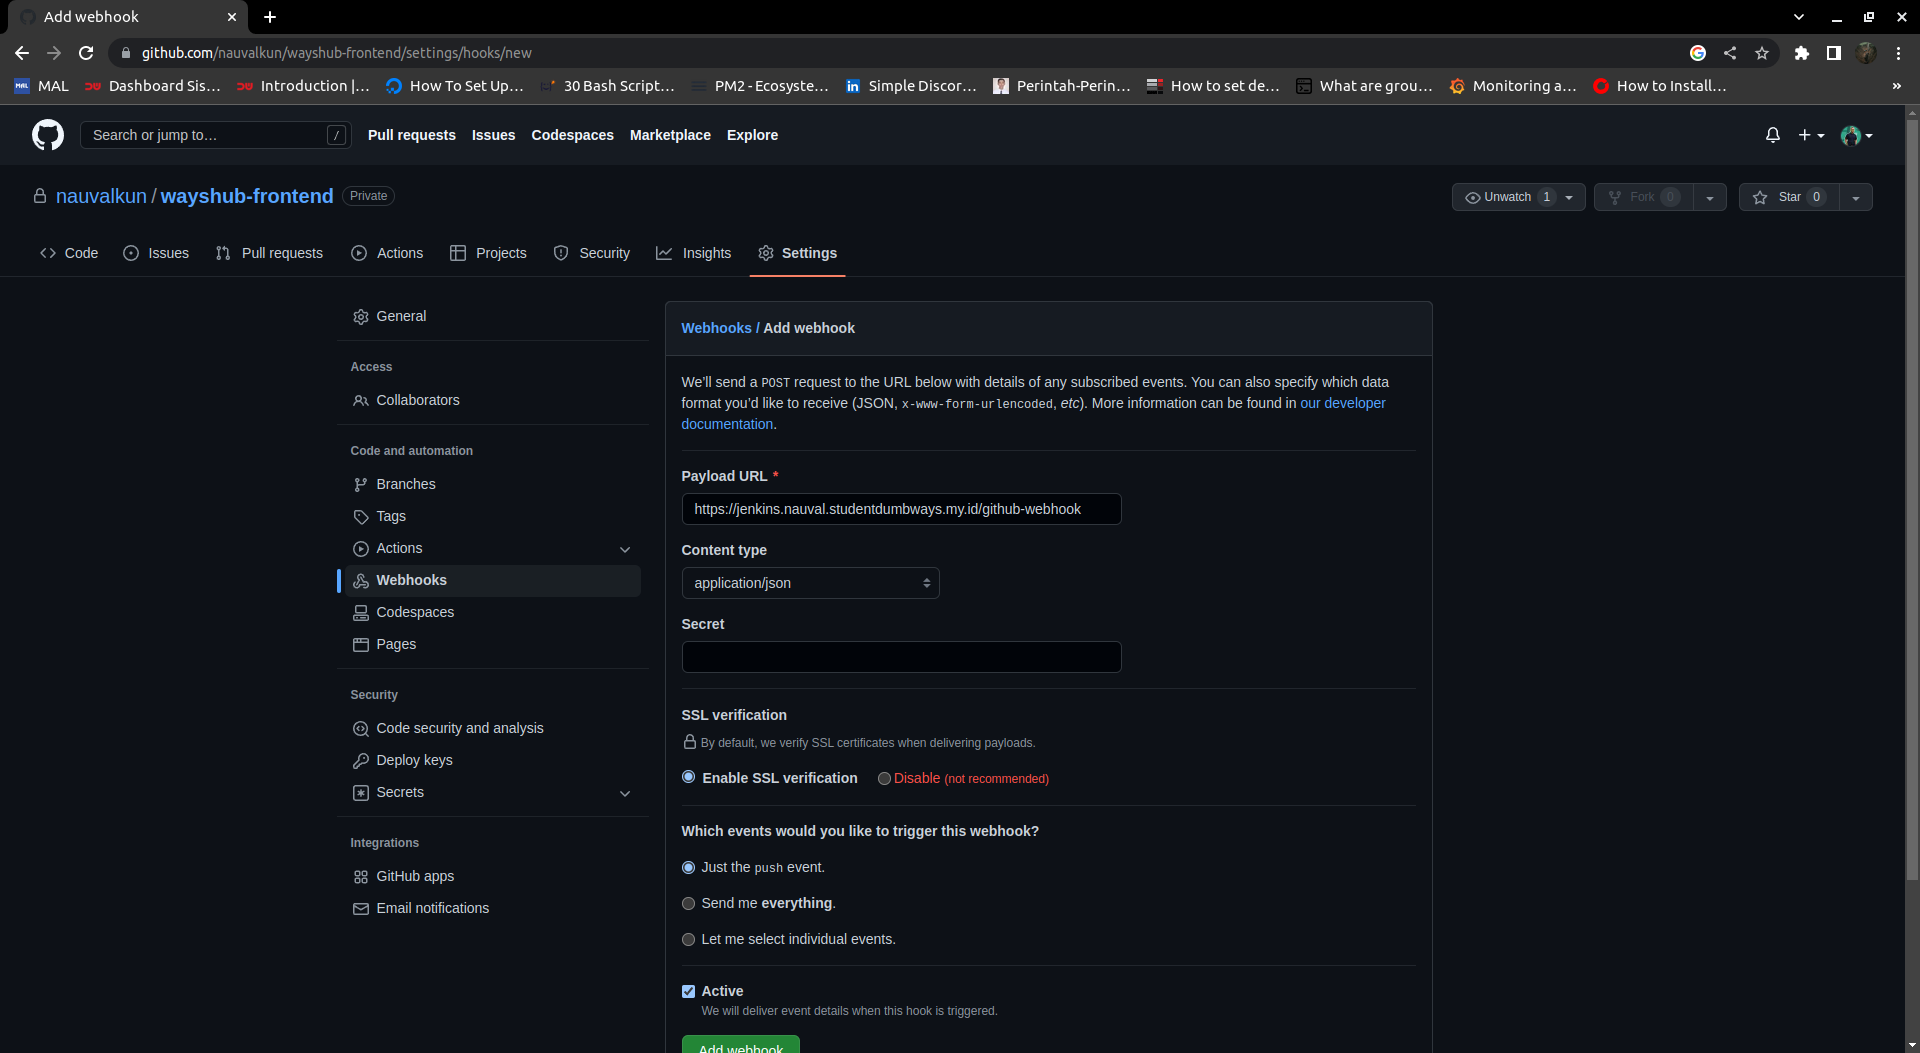 Add webhook
github.com/nauvalkun/wayshub-frontend/settings/hooks/new
MAL MAL Dashboard Sis... Introduction |... How To Set Up... 30 Bash Script... PM2 - Ecosyste... in Simple Discor... Perintah-Perin... How to set de... What are grou... Monitoring a... How to Install... »
Search or jump to... / Pull requests Issues Codespaces Marketplace Explore
nauvalkun / wayshub-frontend Private Unwatch 1 Fork 0 Star 0
Code Issues Pull requests Actions Projects Security Insights Settings
General
Access
Collaborators
Code and automation
Branches
Tags
Actions
Webhooks
Codespaces
Pages
Security
Code security and analysis
Deploy keys
Secrets
Integrations
GitHub apps
Email notifications
Webhooks / Add webhook
We'll send a POST request to the URL below with details of any subscribed events. You can also specify which data
format you'd like to receive (JSON, x-www-form-urlencoded, etc). More information can be found in our developer
documentation.
Payload URL *
https://jenkins.nauval.studentdumbways.my.id/github-webhook
Content type
application/json
Secret
SSL verification
By default, we verify SSL certificates when delivering payloads.
Enable SSL verification Disable (not recommended)
Which events would you like to trigger this webhook?
Just the push event.
Send me everything.
Let me select individual events.
Active
We will deliver event details when this hook is triggered.
Add webhook